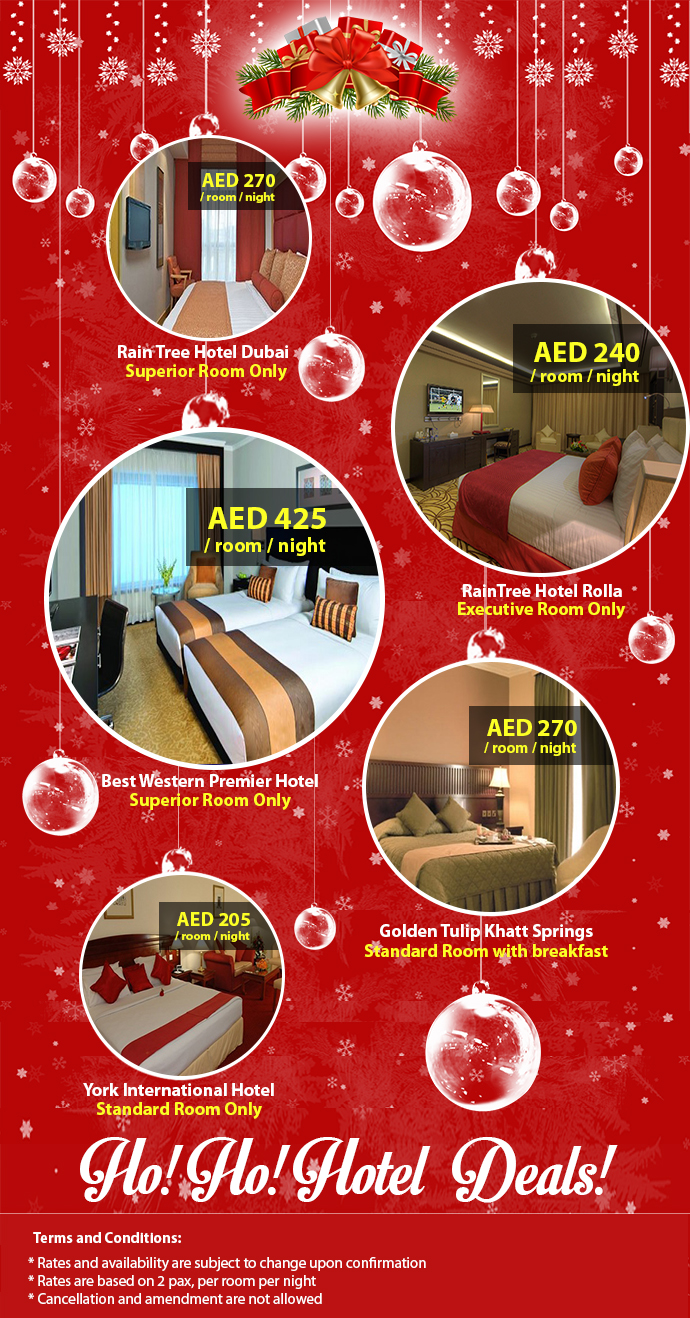 AED 270
/ room / night
Rain Tree Hotel Dubai
Superior Room Only
AED 240
/ room / night
RainTree Hotel Rolla
Executive Room Only
AED 425
/ room / night
Best Western Premier Hotel
Superior Room Only
AED 270
/ room / night
Golden Tulip Khatt Springs
Standard Room with breakfast
AED 205
/ room / night
York International Hotel
Standard Room Only
Ho! Ho! Hotel Deals!
Terms and Conditions:
* Rates and availability are subject to change upon confirmation
* Rates are based on 2 pax, per room per night
* Cancellation and amendment are not allowed